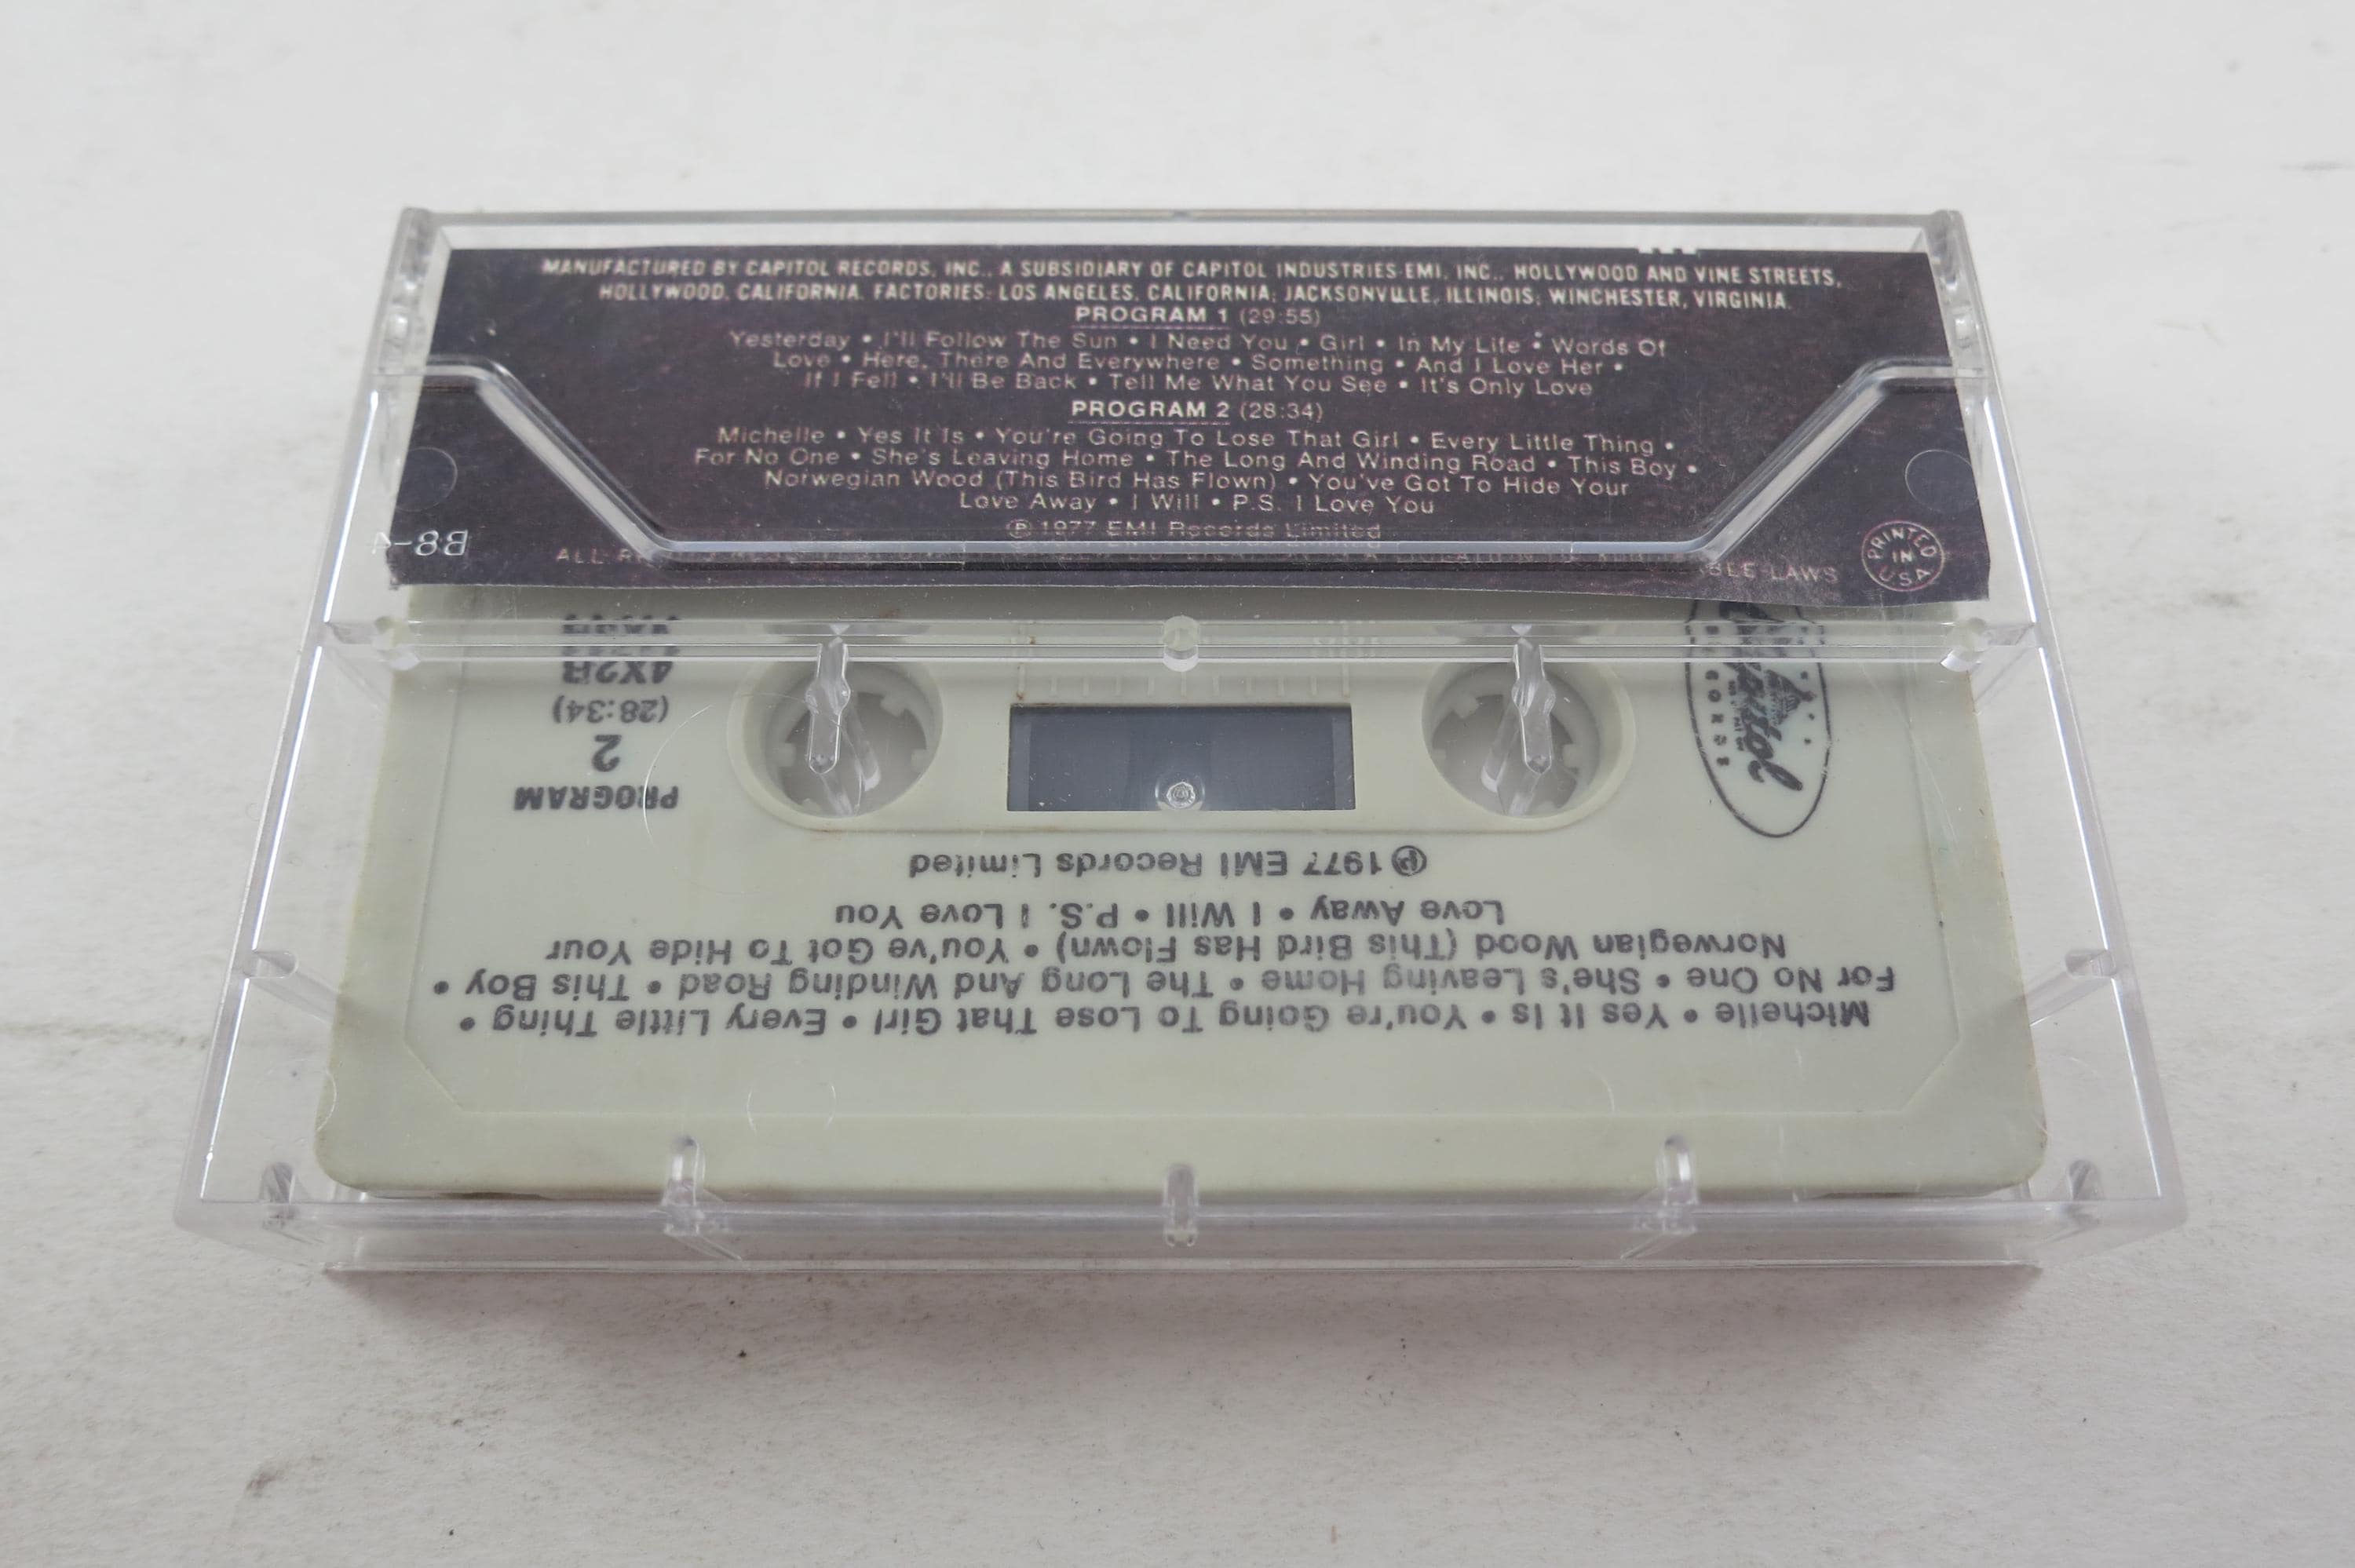 MANUFACTURED BY CAPITOL RECORDS, INC., A SUBSIDIARY OF CAPITOL INDUSTRIES-EMI, INC., HOLLYWOOD AND VINE STREETS,
HOLLYWOOD, CALIFORNIA. FACTORIES: LOS ANGELES, CALIFORNIA; JACKSONVILLE, ILLINOIS; WINCHESTER, VIRGINIA.
PROGRAM 1 (29:55)
Yesterday • I'll Follow The Sun • I Need You • Girl • In My Life • Words Of
Love • Here, There And Everywhere • Something • And I Love Her •
If I Fell • I'll Be Back • Tell Me What You See • It's Only Love
PROGRAM 2 (28:34)
Michelle • Yes It Is • You're Going To Lose That Girl • Every Little Thing •
For No One • She's Leaving Home • The Long And Winding Road • This Boy •
Norwegian Wood (This Bird Has Flown) • You've Got To Hide Your
Love Away • I Will • P.S. I Love You
℗ 1977 EMI Records Limited
ALL LAWS
PRINTED IN USA
Michelle • Yes It Is • You're Going To Lose That Girl • Every Little Thing •
For No One • She's Leaving Home • The Long And Winding Road • This Boy •
Norwegian Wood (This Bird Has Flown) • You've Got To Hide Your
Love Away • I Will • P.S. I Love You
℗ 1977 EMI Records Limited
Capitol
RECORDS
PROGRAM
2
(28:34)
4X2B